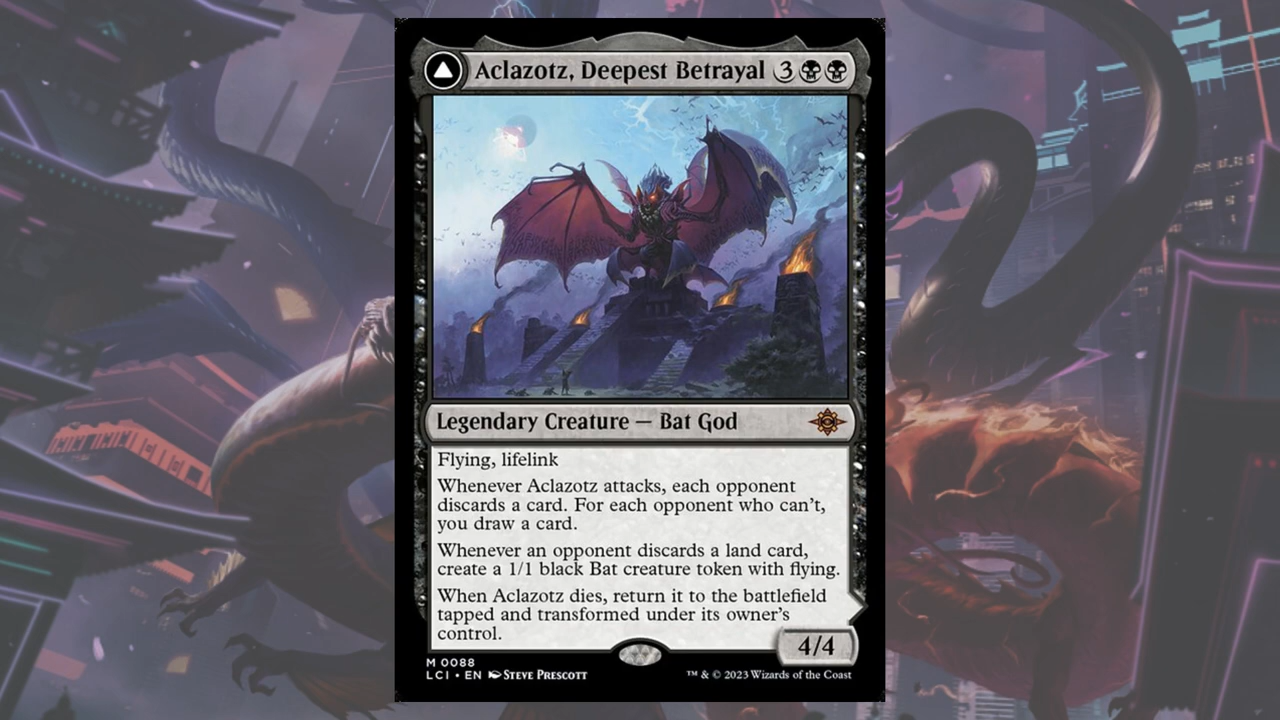 Aclazotz, Deepest Betrayal 3
Legendary Creature — Bat God
Flying, lifelink
Whenever Aclazotz attacks, each opponent
discards a card. For each opponent who can't,
you draw a card.
Whenever an opponent discards a land card,
create a 1/1 black Bat creature token with flying.
When Aclazotz dies, return it to the battlefield
tapped and transformed under its owner's
control.
4/4
M 0088
LCI • EN Steve Prescott
™ & © 2023 Wizards of the Coast